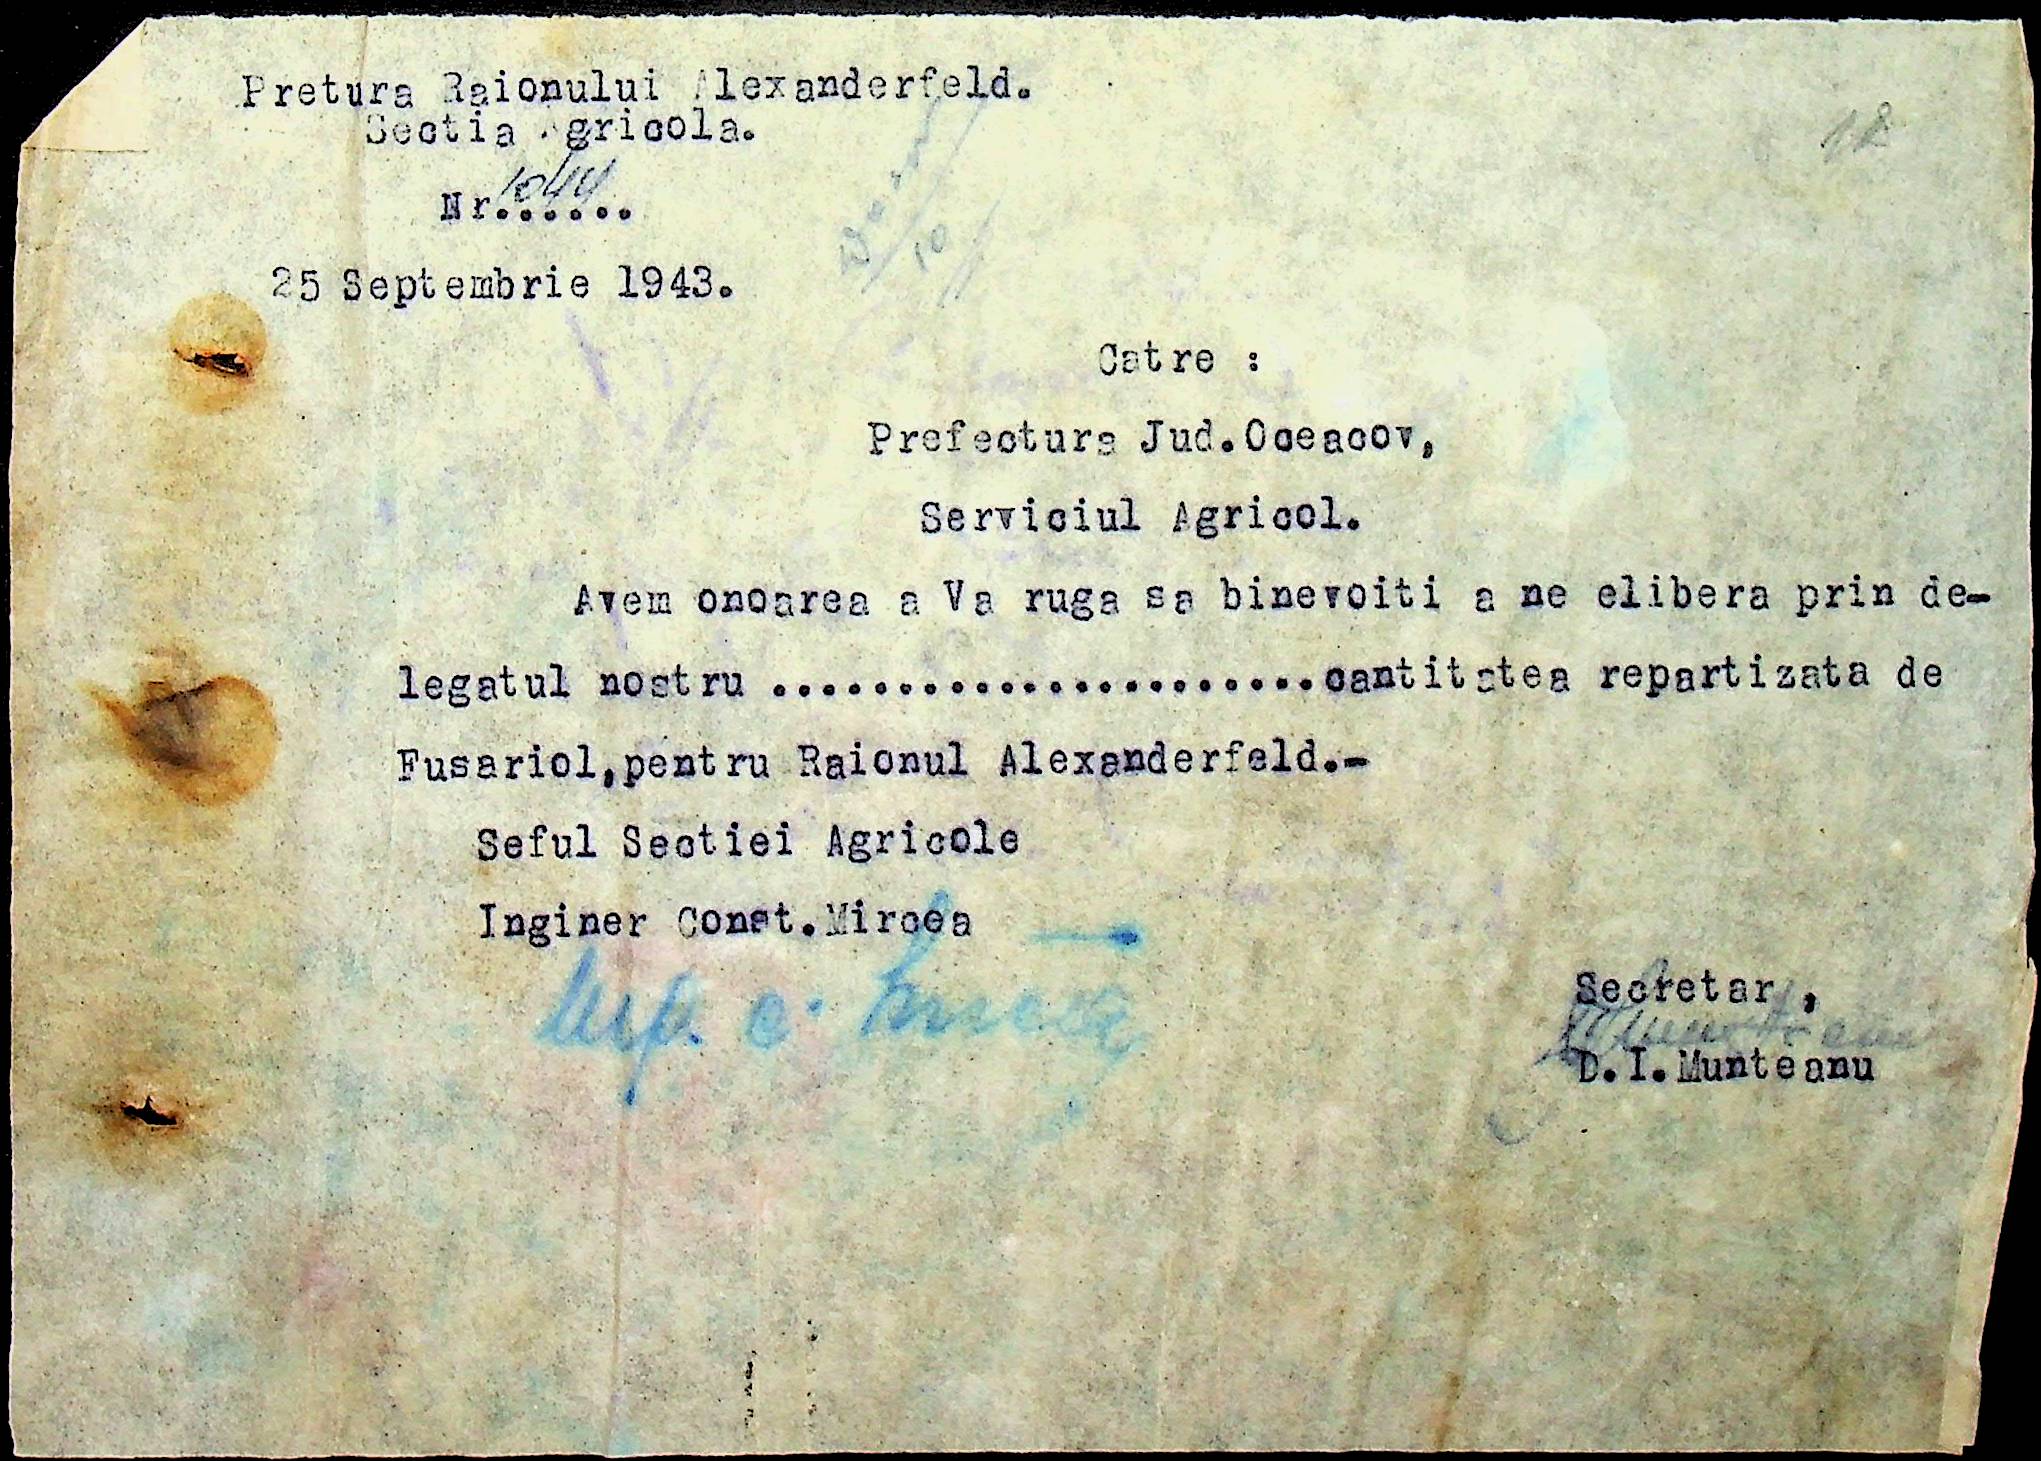 Pretura Raionului Alexanderfeld.
Sectia Agricola.
Nr.1044.....
25 Septembrie 1943.
18
Catre :
Prefectura Jud.Oceacov,
Serviciul Agricol.
Avem onoarea a Va ruga sa binevoiti a ne elibera prin de-
legatul nostru ......................cantitatea repartizata de
Fusariol,pentru Raionul Alexanderfeld.-
Seful Sectiei Agricole
Inginer Const.Mircea
Secretar,
D.I.Munteanu